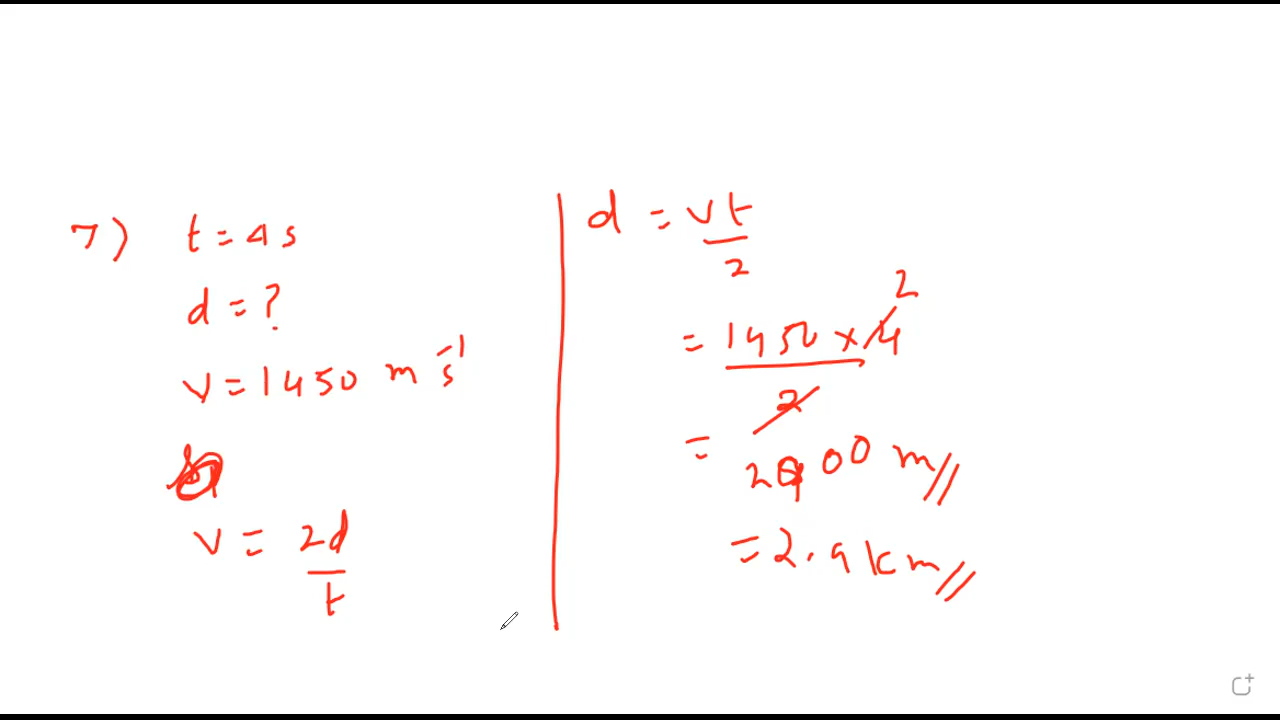 7) t = 4 s
d = ?
v = 1450 m s⁻¹
v = 2d/t
d = vt/2
= 1450 × 4/2 2
= 2900 m//
= 2.9 km//